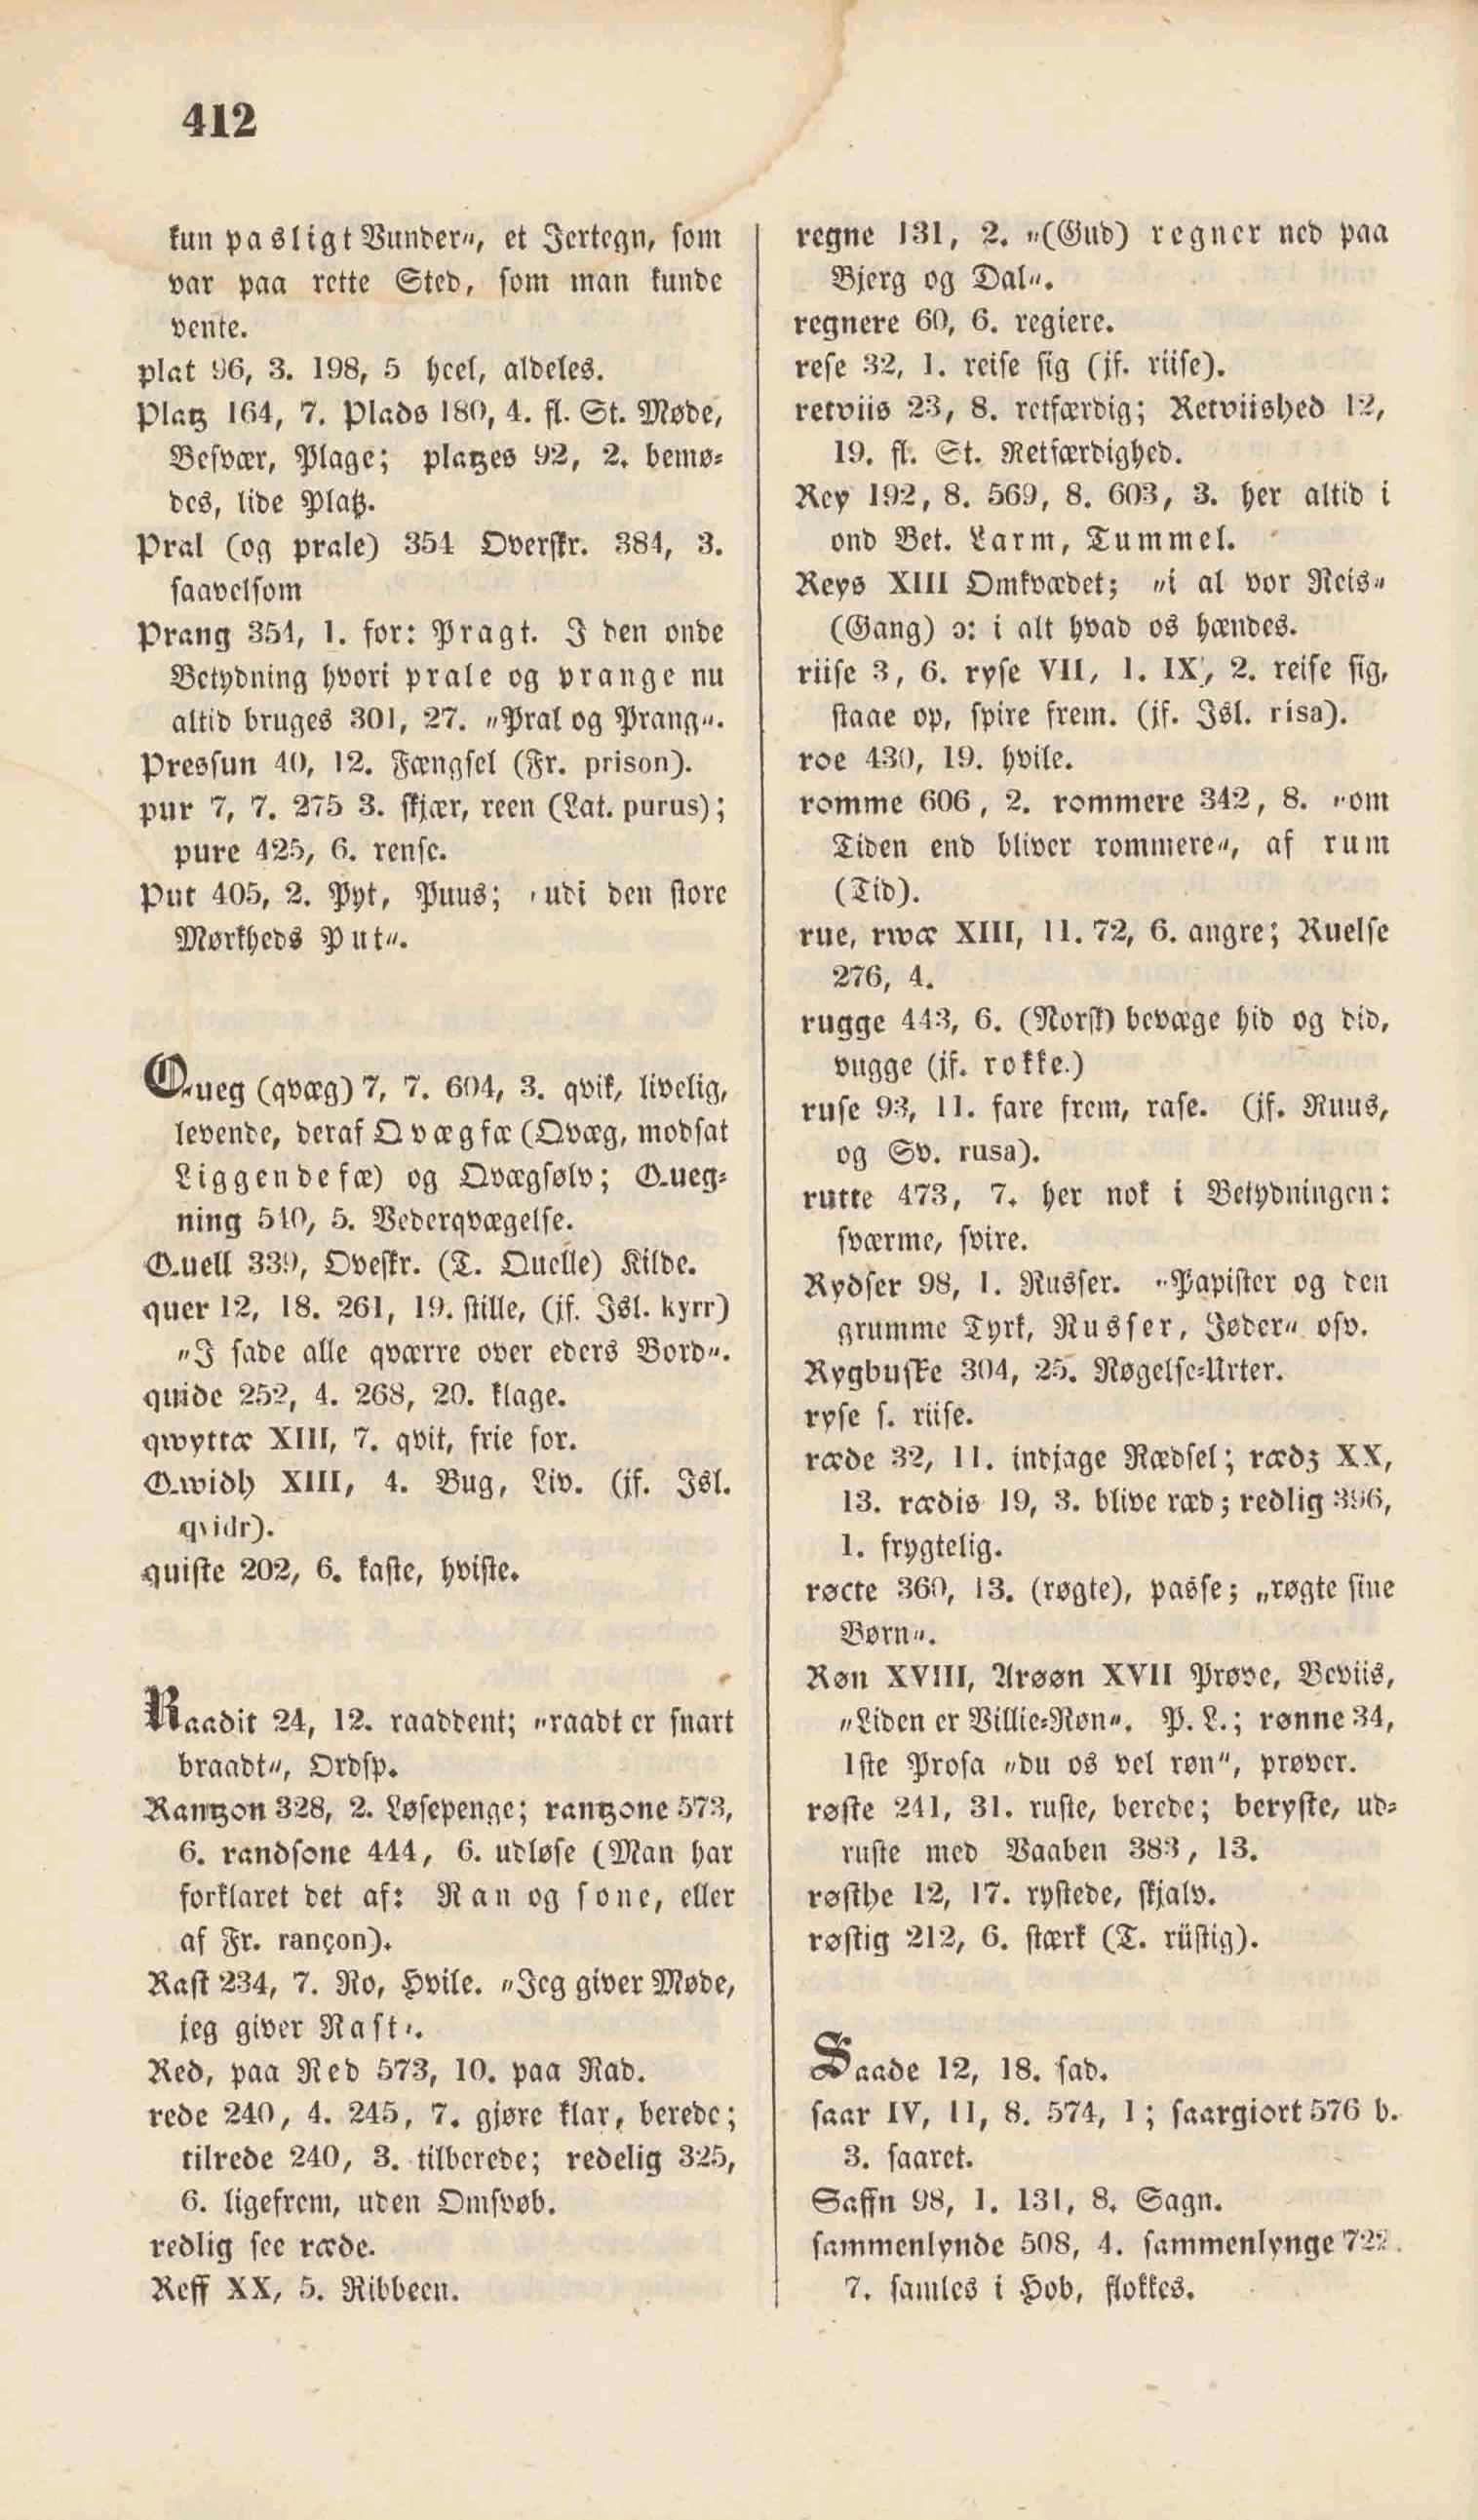 412
kun pasligt Vunder„, et Jertegn, som
var paa rette Sted, som man kunde
vente.
plat 96, 3. 198, 5 heel, aldeles.
Platz 164, 7. Plads 180, 4. fl. St. Møde,
Besvær, Plage; platzes 92, 2. bemø=
des, lide Platz.
Pral (og prale) 354 Overskr. 384, 3.
saavelsom
Prang 354, 1. for: Pragt. I den onde
Betydning hvori prale og prange nu
altid bruges 301, 27. „Pral og Prang„.
Pressun 40, 12. Fængsel (Fr. prison).
pur 7, 7. 275 3. skjær, reen (Lat. purus);
pure 425, 6. rense.
Put 405, 2. Pyt, Puus; „udi den store
Mørkheds Put„.
Queg (qvæg) 7, 7. 604, 3. qvik, livelig,
levende, deraf Qvægfæ (Qvæg, modsat
Liggendefæ) og Qvægsølv; Queg=
ning 510, 5. Vederqvægelse.
Quell 339, Oveskr. (T. Quelle) Kilde.
quer 12, 18. 261, 19. stille, (jf. Isl. kyrr)
„I sade alle qværre over eders Bord„.
quide 252, 4. 268, 20. klage.
qwyttæ XIII, 7. qvit, frie for.
Qwidh XIII, 4. Bug, Liv. (jf. Isl.
qvidr).
quiste 202, 6. kaste, hviste.
Raadit 24, 12. raaddent; „raadt er snart
braadt„, Ordsp.
Rantzon 328, 2. Løsepenge; rantzone 573,
6. randsone 444, 6. udløse (Man har
forklaret det af: Ran og sone, eller
af Fr. rançon).
Rast 234, 7. Ro, Hvile. „Jeg giver Møde,
jeg giver Rast„.
Red, paa Red 573, 10. paa Rad.
rede 240, 4. 245, 7. gjøre klar, berede;
tilrede 240, 3. tilberede; redelig 325,
6. ligefrem, uden Omsvøb.
redlig see ræde.
Reff XX, 5. Ribbeen.
regne 131, 2. „(Gud) regner ned paa
Bjerg og Dal„.
regnere 60, 6. regiere.
rese 32, 1. reise sig (jf. riise).
retviis 23, 8. retfærdig; Retviished 12,
19. fl. St. Retfærdighed.
Rey 192, 8. 569, 8. 603, 3. her altid i
ond Bet. Larm, Tummel.
Reys XIII Omkvædet; „i al vor Reis„
(Gang) ɔ: i alt hvad os hændes.
riise 3, 6. ryse VII, 1. IX, 2. reise sig,
staae op, spire frem. (jf. Isl. risa).
roe 430, 19. hvile.
romme 606, 2. rommere 342, 8. „om
Tiden end bliver rommere„, af rum
(Tid).
rue, rwæ XIII, 11. 72, 6. angre; Ruelse
276, 4.
rugge 443, 6. (Norsk) bevæge hid og did,
vugge (jf. rokke.)
ruse 93, 11. fare frem, rase. (jf. Ruus,
og Sv. rusa).
rutte 473, 7. her nok i Betydningen:
sværme, svire.
Rydser 98, 1. Russer. „Papister og den
grumme Tyrk, Russer, Jøder„ osv.
Rygbuske 304, 25. Røgelse=Urter.
ryse s. riise.
ræde 32, 11. indjage Rædsel; rædz XX,
13. rædis 19, 3. blive ræd; redlig 396,
1. frygtelig.
røcte 360, 13. (røgte), passe; „røgte sine
Børn„.
Røn XVIII, Arøøn XVII Prøve, Beviis,
„Liden er Villie=Røn„. P. L.; rønne 34,
1ste Prosa „du os vel røn“, prøver.
røste 241, 31. ruste, berede; beryste, ud=
ruste med Vaaben 383, 13.
røsthe 12, 17. rystede, skjalv.
røstig 212, 6. stærk (T. rüstig).
Saade 12, 18. sad.
saar IV, 11, 8. 574, 1; saargiort 576 b.
3. saaret.
Saffn 98, 1. 131, 8. Sagn.
sammenlynde 508, 4. sammenlynge 722.
7. samles i Hob, flokkes.